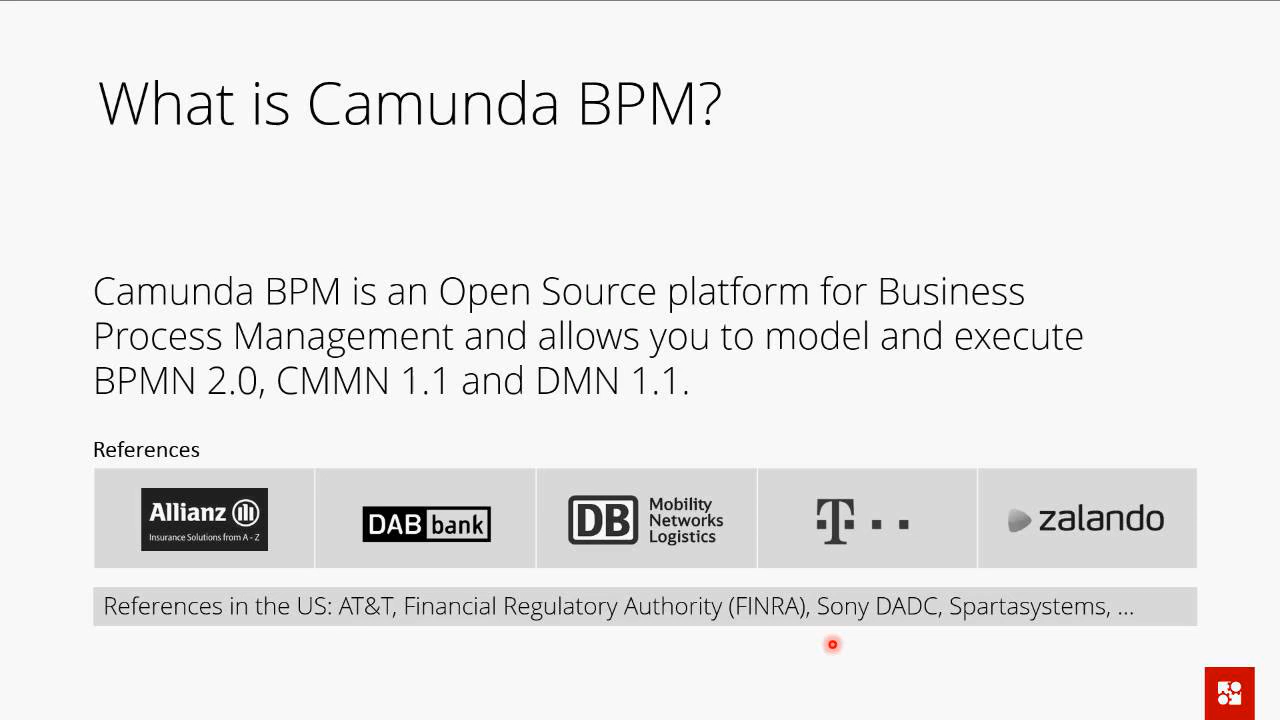 What is Camunda BPM?
Camunda BPM is an Open Source platform for Business
Process Management and allows you to model and execute
BPMN 2.0, CMMN 1.1 and DMN 1.1.
References
Allianz
Insurance Solutions from A - Z
DAB bank
DB
Mobility
Networks
Logistics
T
zalando
References in the US: AT&T, Financial Regulatory Authority (FINRA), Sony DADC, Spartasystems, ...